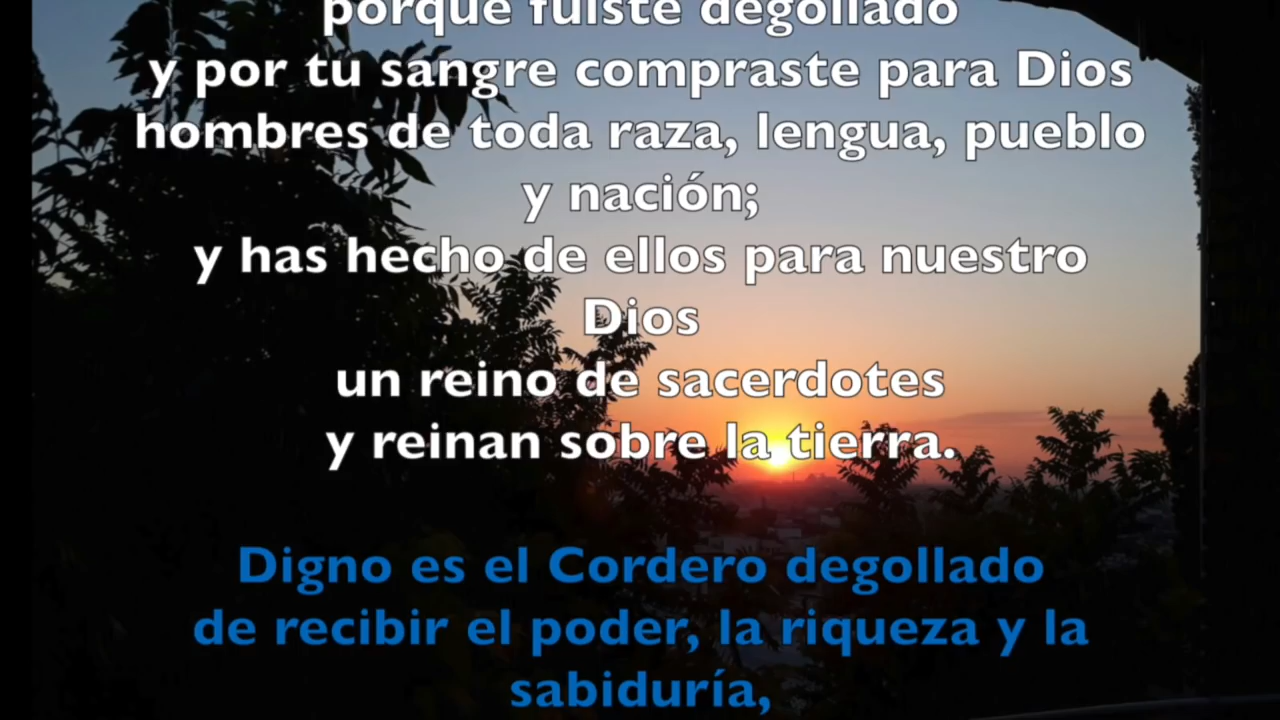 porque fuiste degollado
y por tu sangre compraste para Dios
hombres de toda raza, lengua, pueblo
y nación;
y has hecho de ellos para nuestro
Dios
un reino de sacerdotes
y reinan sobre la tierra.
Digno es el Cordero degollado
de recibir el poder, la riqueza y la
sabiduría,